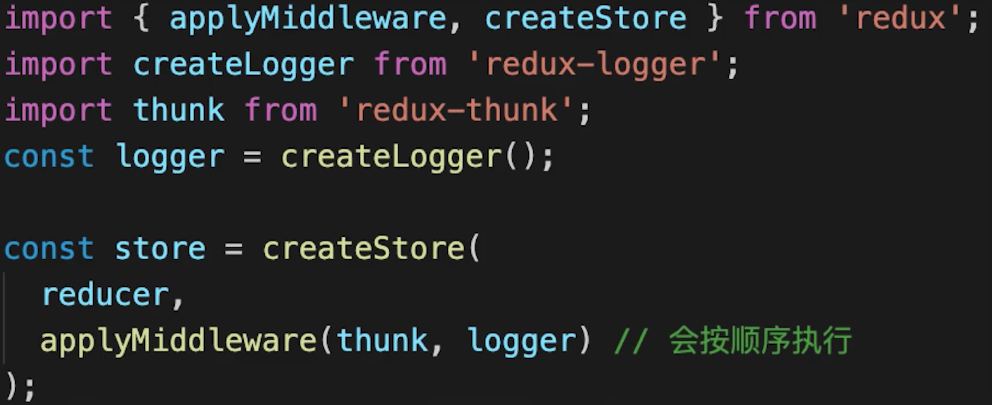 import { applyMiddleware, createStore } from 'redux';
import createLogger from 'redux-logger';
import thunk from 'redux-thunk';
const logger = createLogger();
const store = createStore(
reducer,
applyMiddleware(thunk, logger) // 会按顺序执行
);